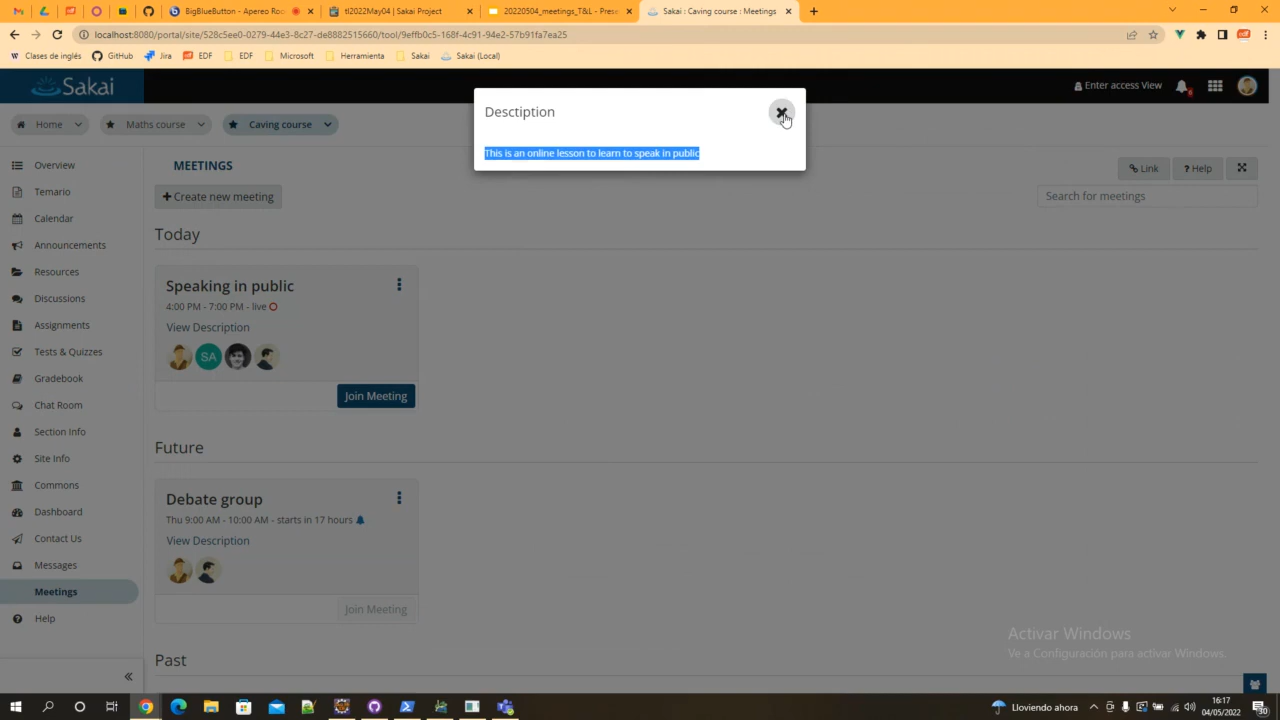 BigBlueButton - Apereo Roc
tl2022May04 | Sakai Project
20220504_meetings_T&L - Prese
Sakai : Caving course : Meetings
localhost:8080/portal/site/528c5ee0-0279-44e3-8c27-de8882515660/tool/9effb0c5-168f-4c91-94e2-57b91fa7ea25
Clases de inglés
GitHub
Jira
EDF
EDF
Microsoft
Herramienta
Sakai
Sakai (Local)
Sakai
Enter access View
Desctiption
This is an online lesson to learn to speak in public
Home
Maths course
Caving course
Overview
Temario
Calendar
Announcements
Resources
Discussions
Assignments
Tests & Quizzes
Gradebook
Chat Room
Section Info
Site Info
Commons
Dashboard
Contact Us
Messages
Meetings
Help
MEETINGS
Link
? Help
+ Create new meeting
Search for meetings
Today
Speaking in public
4:00 PM - 7:00 PM - live
View Description
SA
Join Meeting
Future
Debate group
Thu 9:00 AM - 10:00 AM - starts in 17 hours
View Description
Join Meeting
Past
Activar Windows
Ve a Configuración para activar Windows.
Lloviendo ahora
16:17
04/05/2022
30